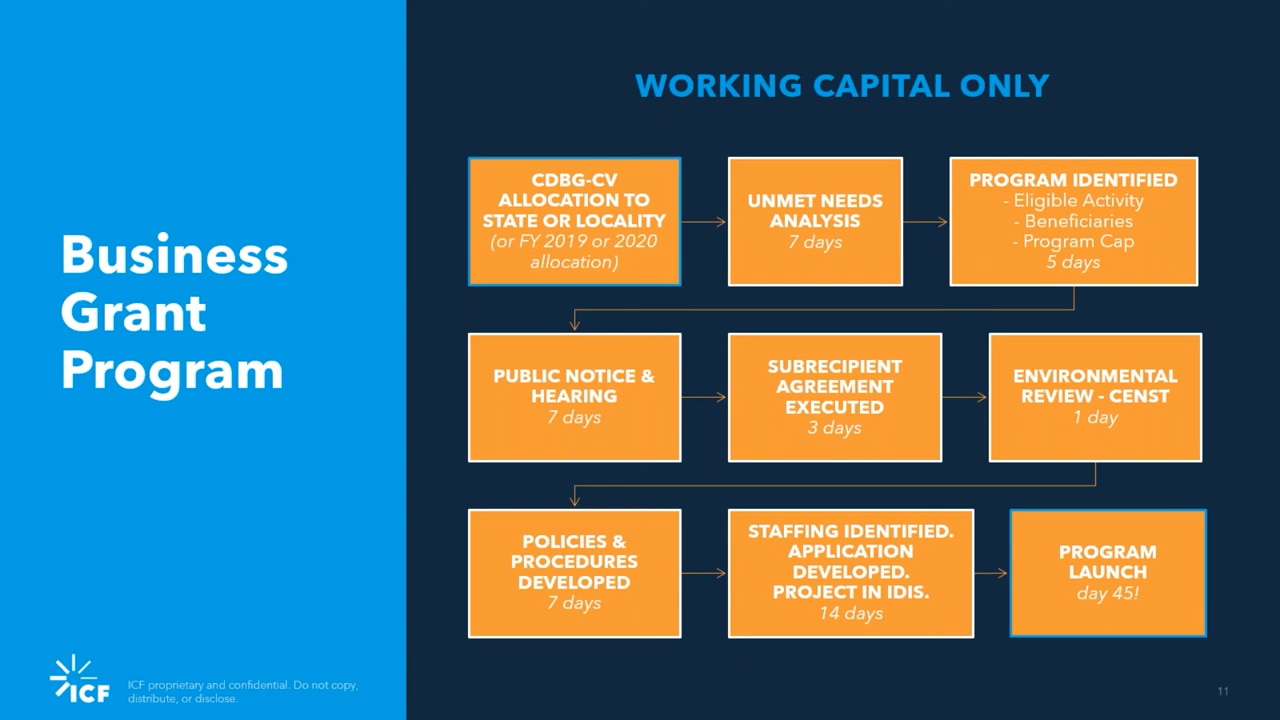 WORKING CAPITAL ONLY
Business
Grant
Program
CDBG-CV
ALLOCATION TO
STATE OR LOCALITY
(or FY 2019 or 2020
allocation)
UNMET NEEDS
ANALYSIS
7 days
PROGRAM IDENTIFIED
- Eligible Activity
- Beneficiaries
- Program Cap
5 days
PUBLIC NOTICE &
HEARING
7 days
SUBRECIPIENT
AGREEMENT
EXECUTED
3 days
ENVIRONMENTAL
REVIEW - CENST
1 day
POLICIES &
PROCEDURES
DEVELOPED
7 days
STAFFING IDENTIFIED.
APPLICATION
DEVELOPED.
PROJECT IN IDIS.
14 days
PROGRAM
LAUNCH
day 45!
ICF
ICF proprietary and confidential. Do not copy,
distribute, or disclose.
11